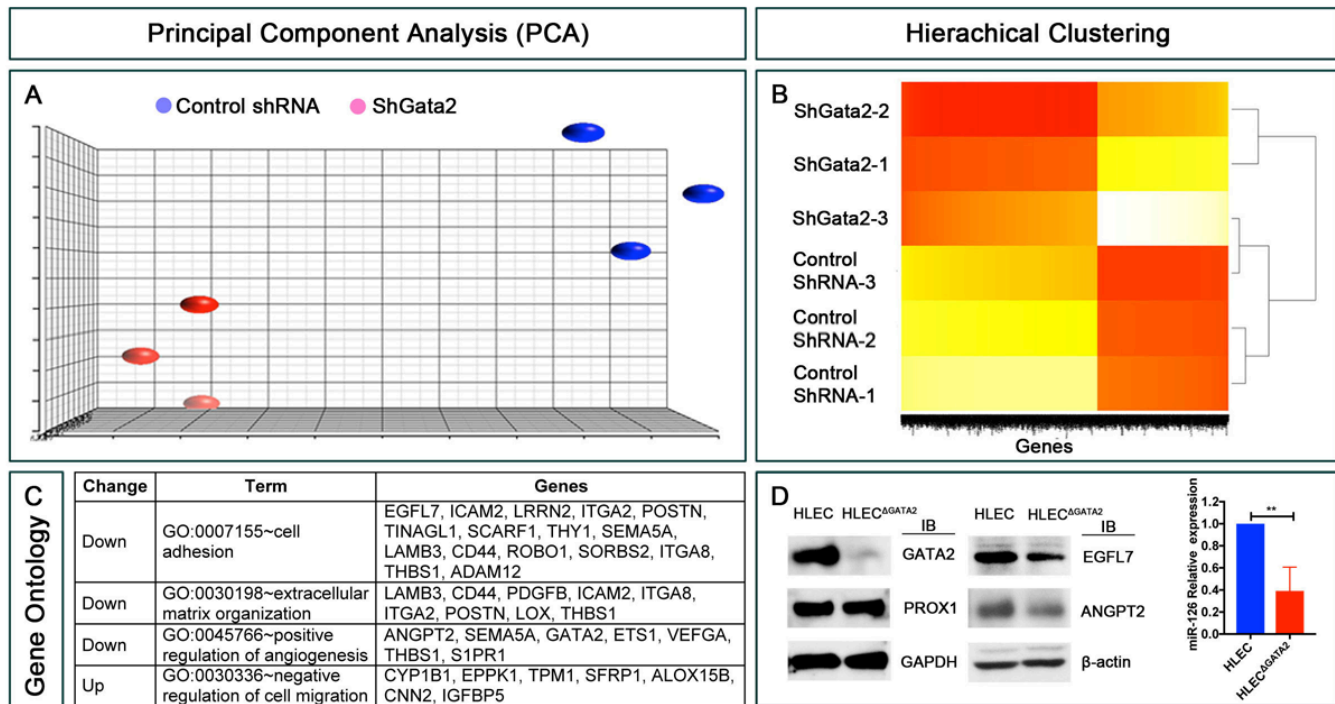 Principal Component Analysis (PCA)
Hierachical Clustering
A
Control shRNA
ShGata2
B
ShGata2-2
ShGata2-1
ShGata2-3
Control
ShRNA-3
Control
ShRNA-2
Control
ShRNA-1
Genes
C
Gene Ontology
Change
Term
Genes
Down
GO:0007155~cell
adhesion
EGFL7, ICAM2, LRRN2, ITGA2, POSTN,
TINAGL1, SCARF1, THY1, SEMA5A,
LAMB3, CD44, ROBO1, SORBS2, ITGA8,
THBS1, ADAM12
Down
GO:0030198~extracellular
matrix organization
LAMB3, CD44, PDGFB, ICAM2, ITGA8,
ITGA2, POSTN, LOX, THBS1
Down
GO:0045766~positive
regulation of angiogenesis
ANGPT2, SEMA5A, GATA2, ETS1, VEFGA,
THBS1, S1PR1
Up
GO:0030336~negative
regulation of cell migration
CYP1B1, EPPK1, TPM1, SFRP1, ALOX15B,
CNN2, IGFBP5
D
HLEC HLECΔGATA2
IB
GATA2
PROX1
GAPDH
HLEC HLECΔGATA2
IB
EGFL7
ANGPT2
β-actin
miR-126 Relative expression
1.2
1.0
0.8
0.6
0.4
0.2
0.0
**
HLEC
HLECΔGATA2